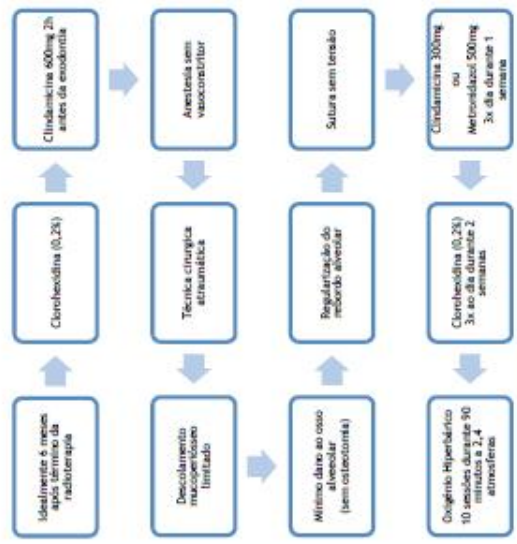 Idealmente 6 meses
após término da
radioterapia
Clorohexidina (0,2%)
Clindamicina 600mg 2h
antes da exodontia
Anestesia sem
vasoconstritor
Técnica cirurgica
atraumática
Descolamento
mucoperiósseo
limitado
Mínimo dano ao osso
alveolar
(sem osteotomia)
Regularização do
rebordo alveolar
Sutura sem tensão
Clindamicina 300mg
ou
Metronidazol 500mg
3x dia durante 1
semana
Clorohexidina (0,2%)
3x ao dia durante 2
semanas
Oxigénio Hiperbárico
10 sessões durante 90
minutos a 2,4
atmosferas